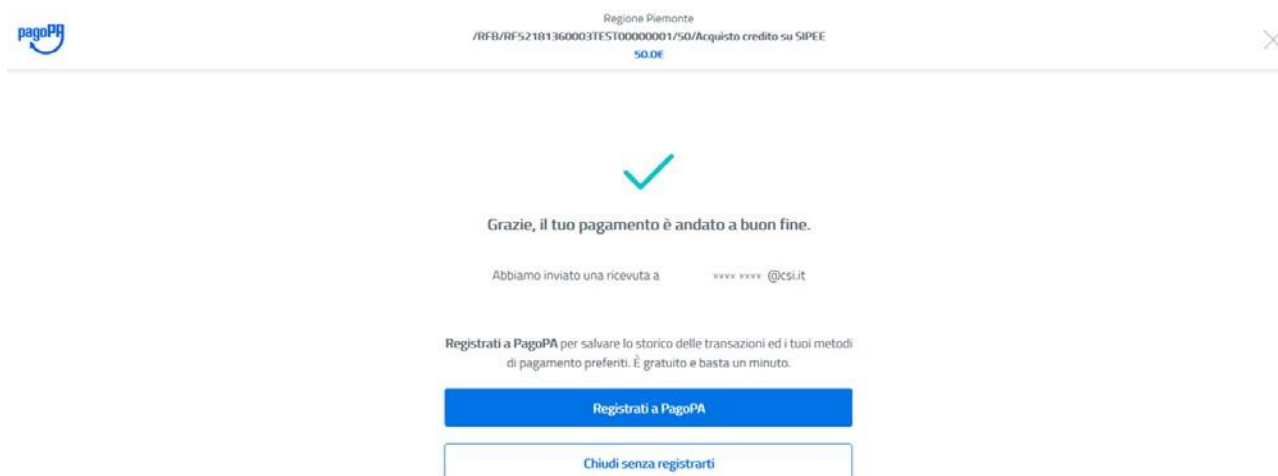 pagoPA
Regione Piemonte
/RFB/RF52181360003TEST00000001/50/Acquisto credito su SIPEE
50.0€
Grazie, il tuo pagamento è andato a buon fine.
Abbiamo inviato una ricevuta a @csi.it
Registrati a PagoPA per salvare lo storico delle transazioni ed i tuoi metodi
di pagamento preferiti. È gratuito e basta un minuto.
Registrati a PagoPA
Chiudi senza registrarti